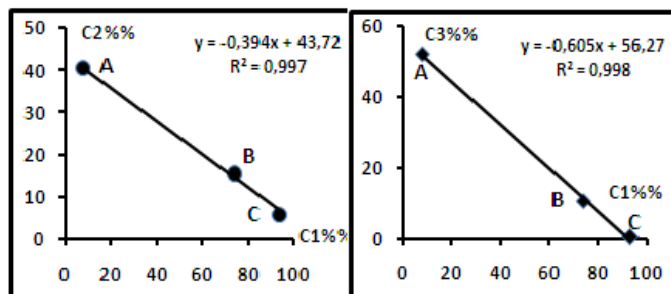 C2%%
y = -0,394x + 43,72
R² = 0,997
50
40
30
20
10
0
A
B
C
C1%%
0 20 40 60 80 100
C3%%
y = -0,605x + 56,27
R² = 0,998
60
40
20
0
A
B
C1%%
C
0 20 40 60 80 100